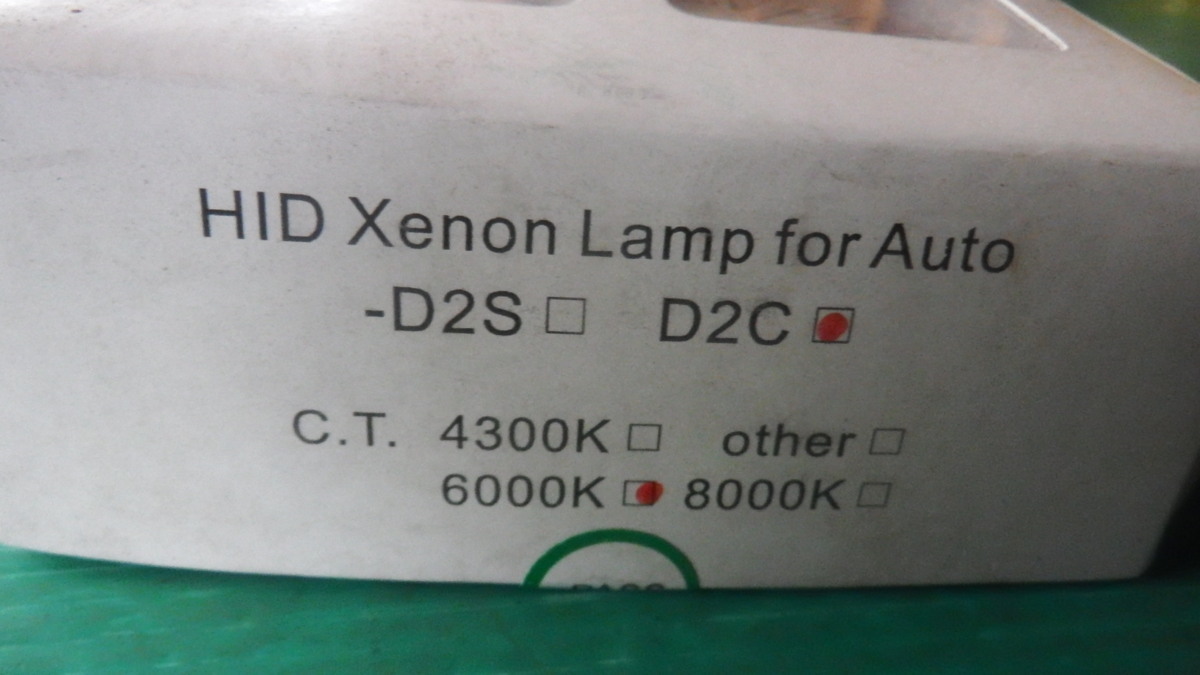 HID Xenon Lamp for Auto
-D2S □ D2C □
C.T. 4300K □ other □
6000K □ 8000K □